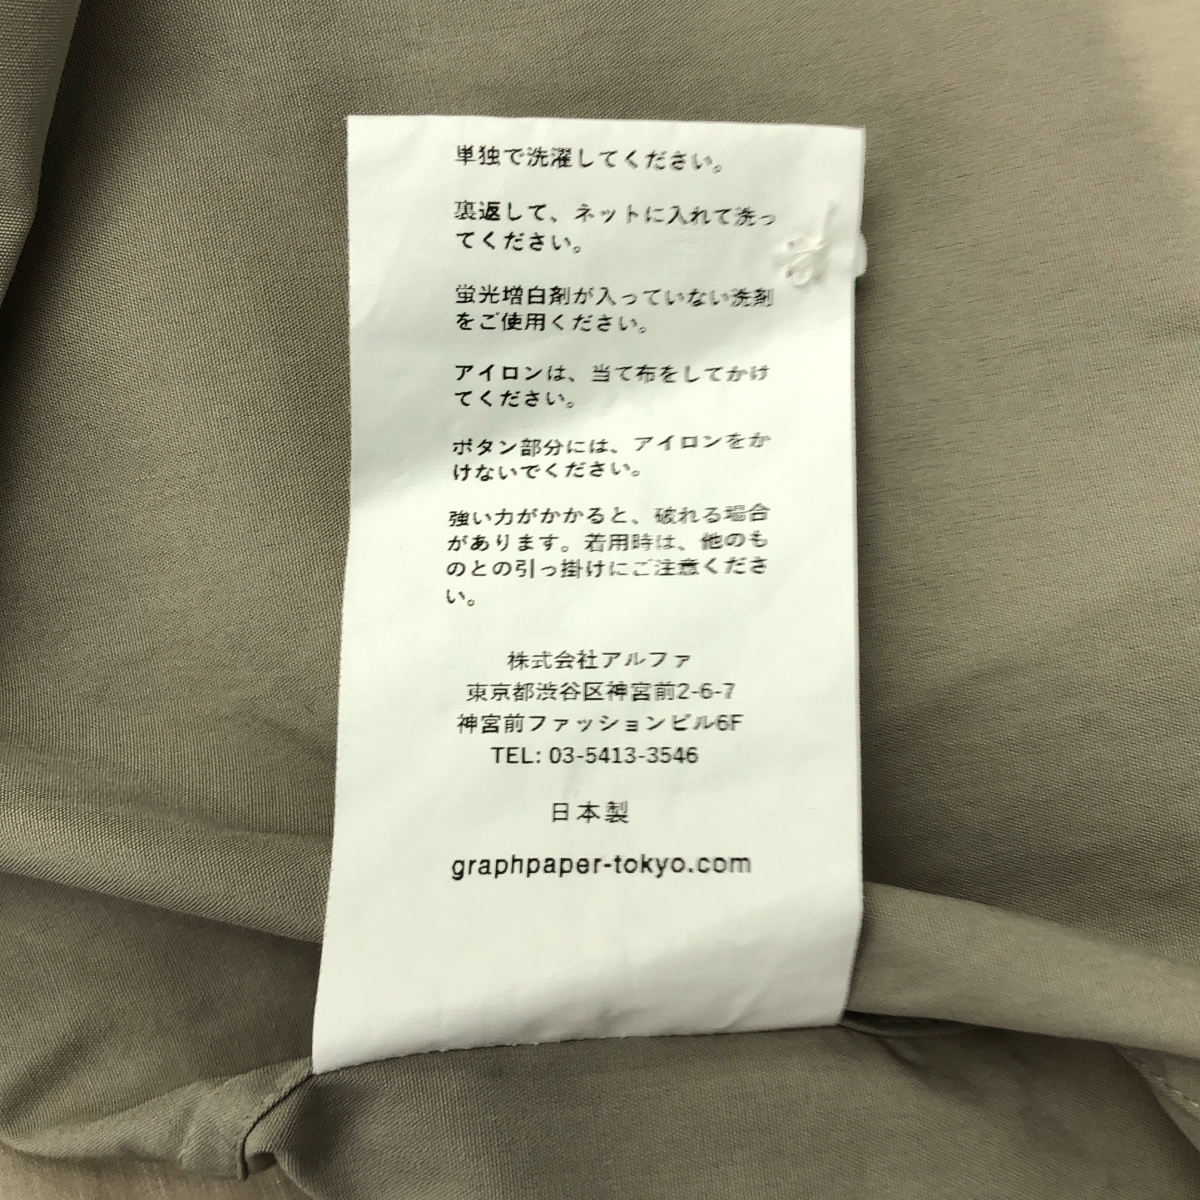 単独で洗濯してください。
裏返して、ネットに入れて洗っ
てください。
蛍光増白剤が入っていない洗剤
をご使用ください。
アイロンは、当て布をしてかけ
てください。
ボタン部分には、アイロンをか
けないでください。
強い力がかかると、破れる場合
があります。着用時は、他のも
のとの引っ掛けにご注意くださ
い。
株式会社アルファ
東京都渋谷区神宮前2-6-7
神宮前ファッションビル6F
TEL: 03-5413-3546
日本製
graphpaper-tokyo.com